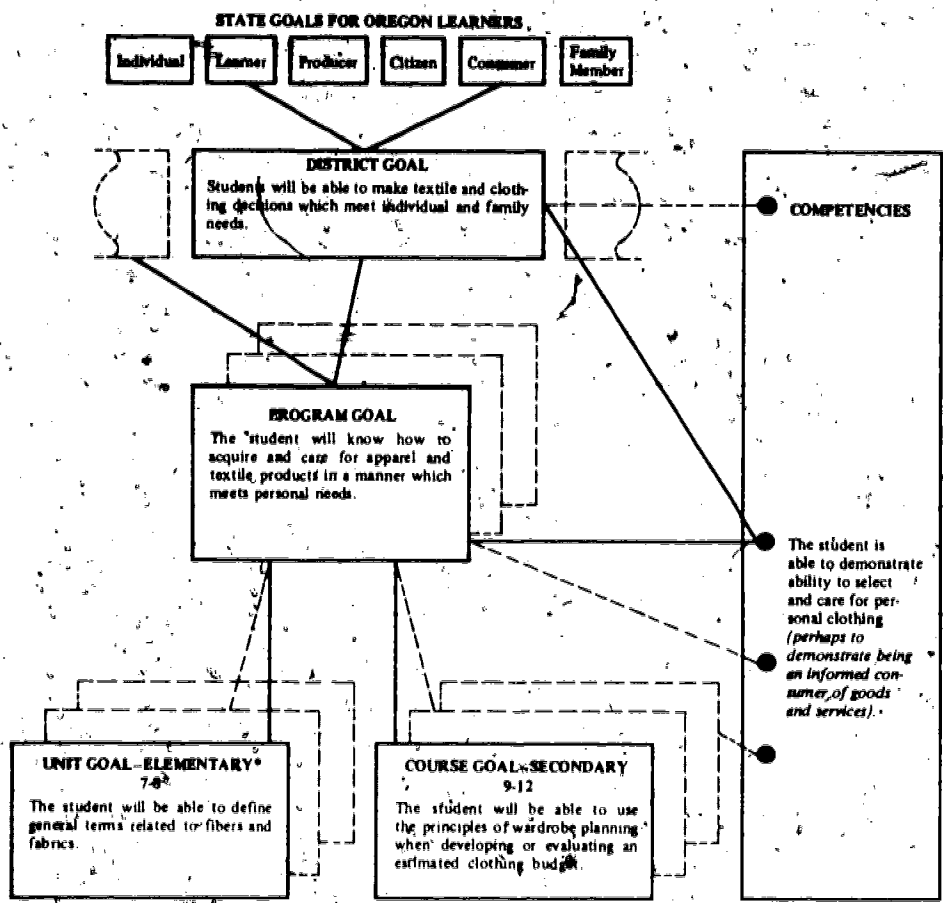 STATE GOALS FOR OREGON LEARNERS
Individual
Learner
Producer
Citizen
Consumer
Family
Member
DISTRICT GOAL
Students will be able to make textile and cloth-
ing decisions which meet individual and family
needs.
COMPETENCIES
PROGRAM GOAL
The student will know how to
acquire and care for apparel and
textile products in a manner which
meets personal needs.
The student is
able to demonstrate
ability to select
and care for per-
sonal clothing
(perhaps to
demonstrate being
an informed con-
sumer of goods
and services).
UNIT GOAL-ELEMENTARY*
7-8
The student will be able to define
general terms related to fibers and
fabrics.
COURSE GOAL-SECONDARY
9-12
The student will be able to use
the principles of wardrobe planning
when developing or evaluating an
estimated clothing budget.